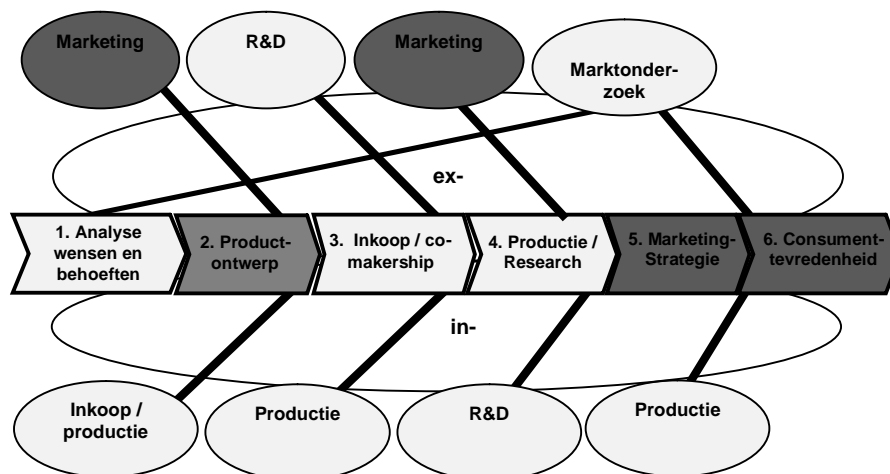 Marketing
R&D
Marketing
Marktonder-
zoek
ex-
1. Analyse
wensen en
behoeften
2. Product-
ontwerp
3. Inkoop / co-
makership
4. Productie /
Research
5. Marketing-
Strategie
6. Consument-
tevredenheid
in-
Inkoop /
productie
Productie
R&D
Productie